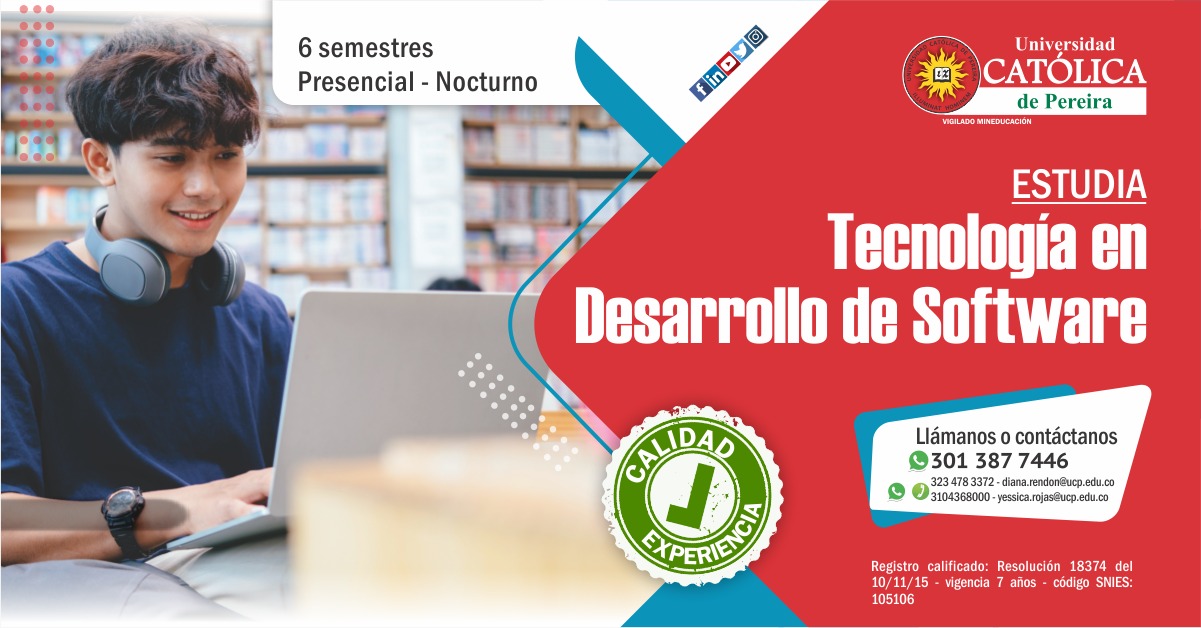 6 semestres
Presencial - Nocturno
Universidad
CATÓLICA
de Pereira
VIGILADO MINEDUCACIÓN
ESTUDIA
Tecnología en
Desarrollo de Software
CALIDAD
EXPERIENCIA
Llámanos o contáctanos
301 387 7446
323 478 3372 - diana.rendon@ucp.edu.co
3104368000 - yessica.rojas@ucp.edu.co
Registro calificado: Resolución 18374 del
10/11/15 - vigencia 7 años - código SNIES:
105106